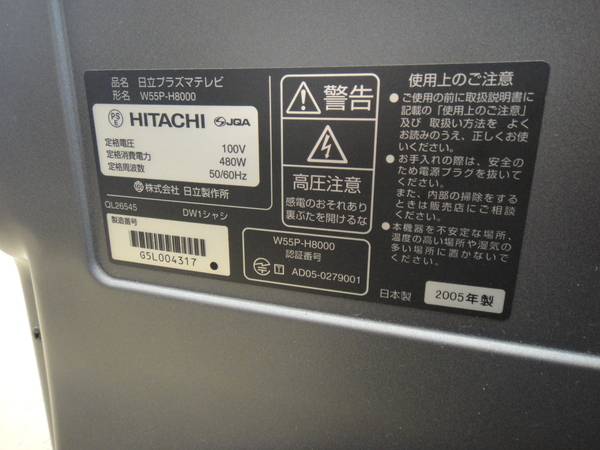 品名 日立プラズマテレビ
形名 W55P-H8000
PSE HITACHI JQA
定格電圧 100V
定格消費電力 480W
定格周波数 50/60Hz
株式会社 日立製作所
QL26545 DW1シャシ
製造番号
G5L004317
警告
高圧注意
感電のおそれあり
裏ぶたを開けるな
W55P-H8000
認証番号
T AD05-0279001
使用上のご注意
●ご使用の前に取扱説明書に
記載の「使用上のご注意」
及び 取扱い方法を よく
お読みのうえ、正しくお使
いください。
●お手入れの際は、安全の
ため電源プラグを抜いて
ください。
また、内部の掃除をする
ときは販売店にご相談
ください。
●本機器を不安定な場所、
温度の高い場所や湿気の
多い場所に置かないで
ください。
日本製 2005年製